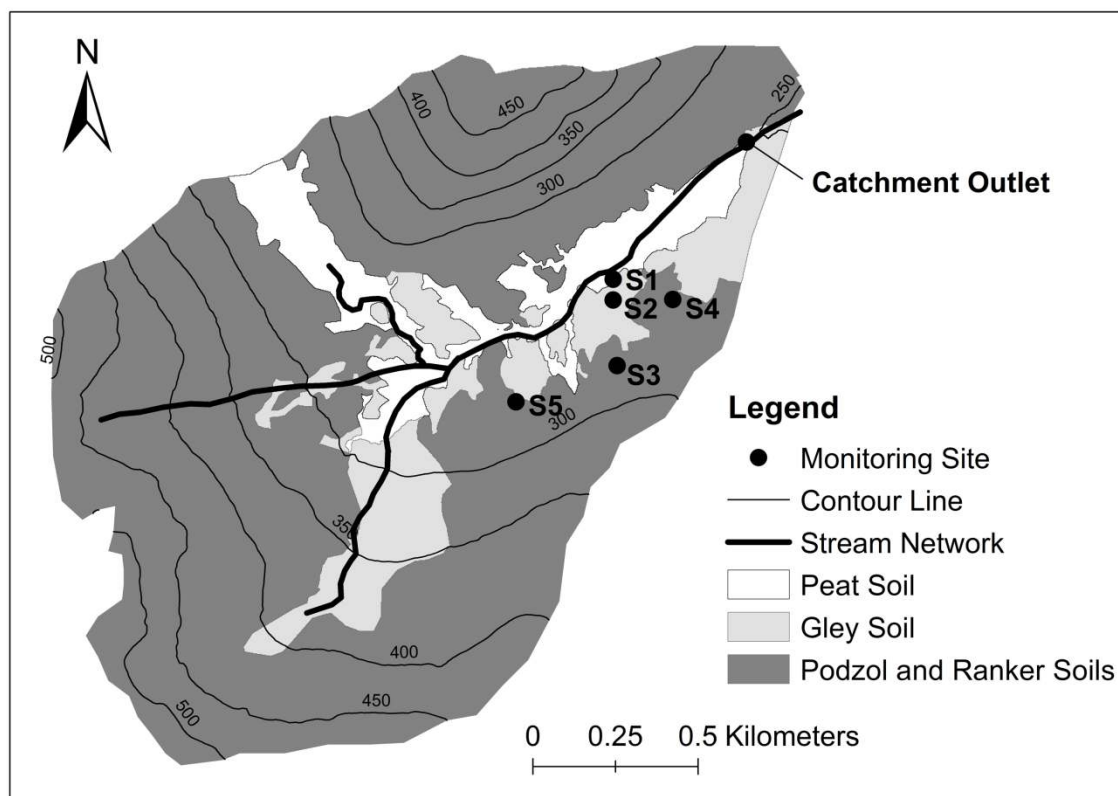 N
400
450
350
300
250
Catchment Outlet
S1
S2
S4
S3
S5
300
500
350
400
450
500
Legend
Monitoring Site
Contour Line
Stream Network
Peat Soil
Gley Soil
Podzol and Ranker Soils
0 0.25 0.5 Kilometers